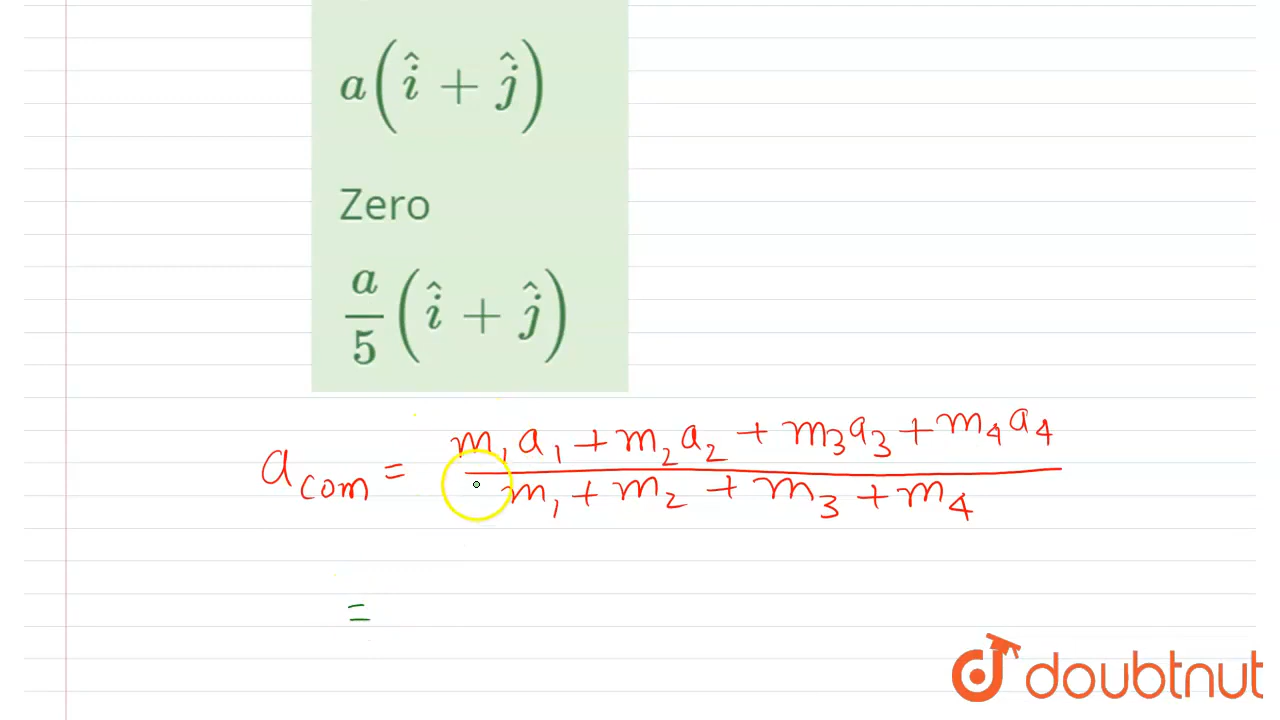 a(î + ĵ)
Zero
a/5(î + ĵ)
a_com = (m₁a₁ + m₂a₂ + m₃a₃ + m₄a₄)/(m₁ + m₂ + m₃ + m₄)
=
doubtnut